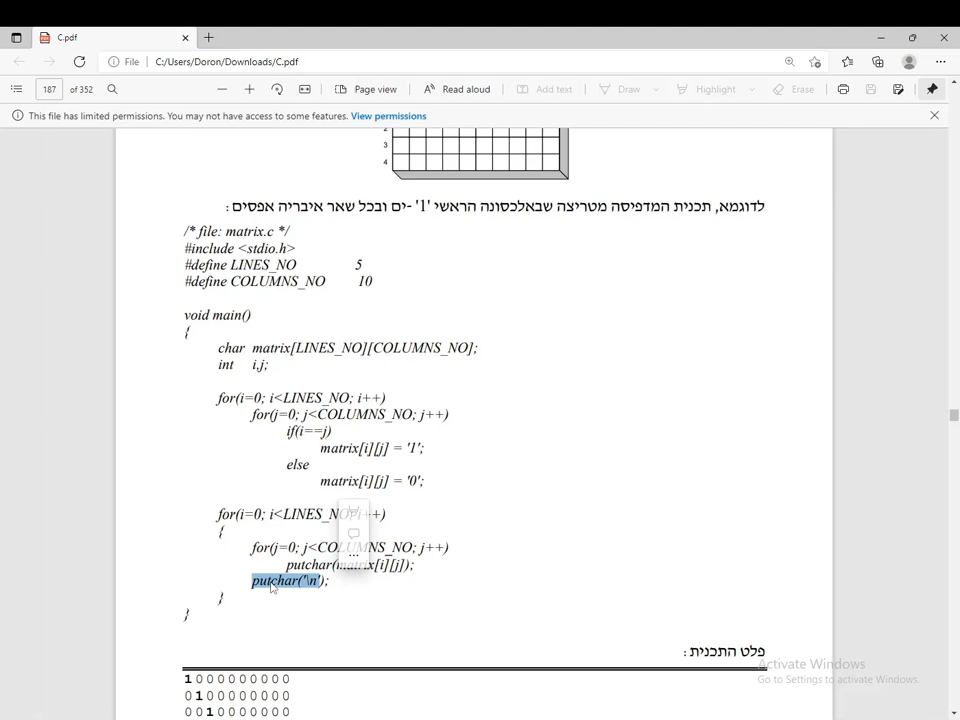 C.pdf
File
C:/Users/Doron/Downloads/C.pdf
187 of 352
Page view
Read aloud
Add text
Draw
Highlight
Erase
This file has limited permissions. You may not have access to some features. View permissions
2
3
4
לדוגמא, תכנית המדפיסה מטריצה שבאלכסונה הראשי '1' -ים ובכל שאר איבריה אפסים :
/* file: matrix.c */
#include <stdio.h>
#define LINES_NO 5
#define COLUMNS_NO 10
void main()
{
char matrix[LINES_NO][COLUMNS_NO];
int i,j;
for(i=0; i<LINES_NO; i++)
for(j=0; j<COLUMNS_NO; j++)
if(i==j)
matrix[i][j] = '1';
else
matrix[i][j] = '0';
for(i=0; i<LINES_NO; i++)
{
for(j=0; j<COLUMNS_NO; j++)
putchar(matrix[i][j]);
putchar('\n');
}
}
פלט התכנית :
Activate Windows
Go to Settings to activate Windows.
1 0 0 0 0 0 0 0 0 0
0 1 0 0 0 0 0 0 0 0
0 0 1 0 0 0 0 0 0 0